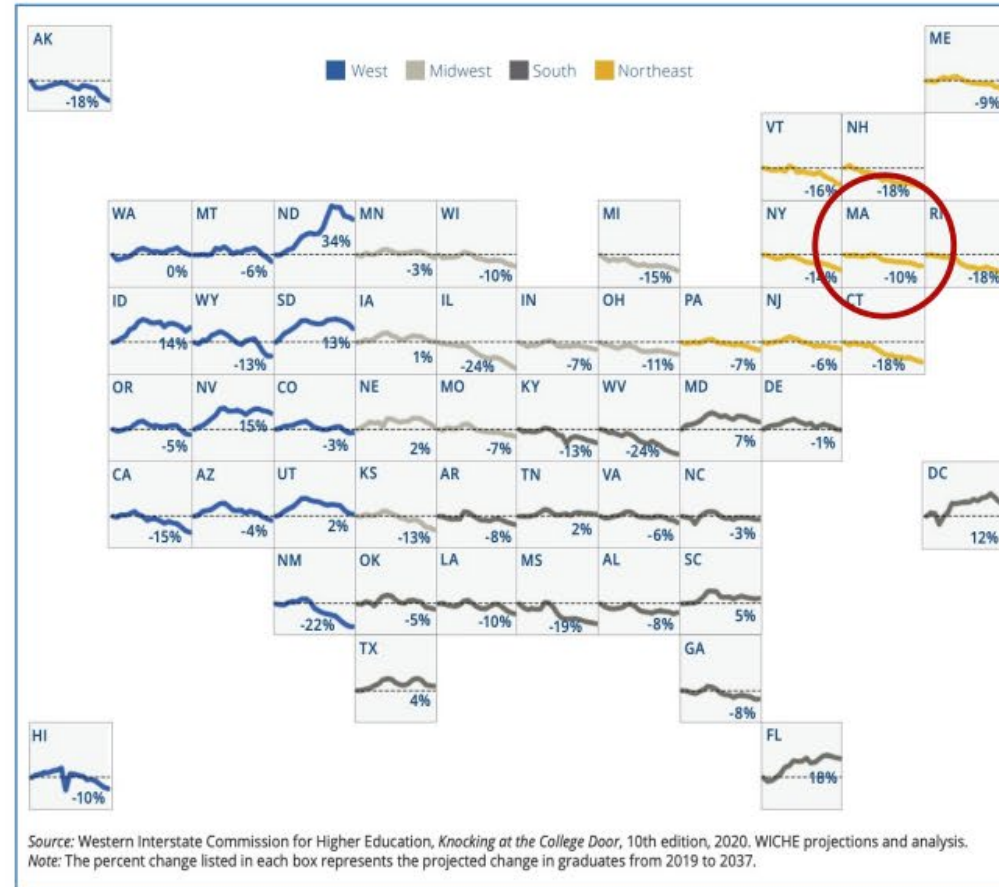 AK
-18%
West Midwest South Northeast
ME
-9%
VT NH
-16% -18%
WA MT ND MN WI MI NY MA RI
0% -6% 34% -3% -10% -15% -14% -10% -18%
ID WY SD IA IL IN OH PA NJ CT
14% -13% 13% 1% -24% -7% -11% -7% -6% -18%
OR NV CO NE MO KY WV MD DE
-5% 15% -3% 2% -7% -13% -24% 7% -1%
CA AZ UT KS AR TN VA NC DC
-15% -4% 2% -13% -8% 2% -6% -3% 12%
NM OK LA MS AL SC
-22% -5% -10% -19% -8% 5%
TX GA
4% -8%
HI FL
-10% 18%
Source: Western Interstate Commission for Higher Education, Knocking at the College Door, 10th edition, 2020. WICHE projections and analysis.
Note: The percent change listed in each box represents the projected change in graduates from 2019 to 2037.